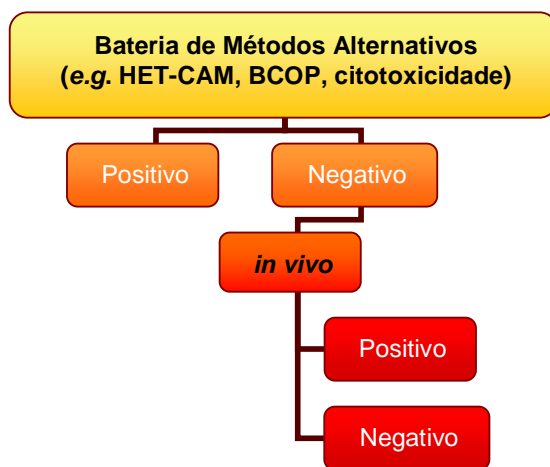 Bateria de Métodos Alternativos
(e.g. HET-CAM, BCOP, citotoxicidade)
Positivo
Negativo
in vivo
Positivo
Negativo